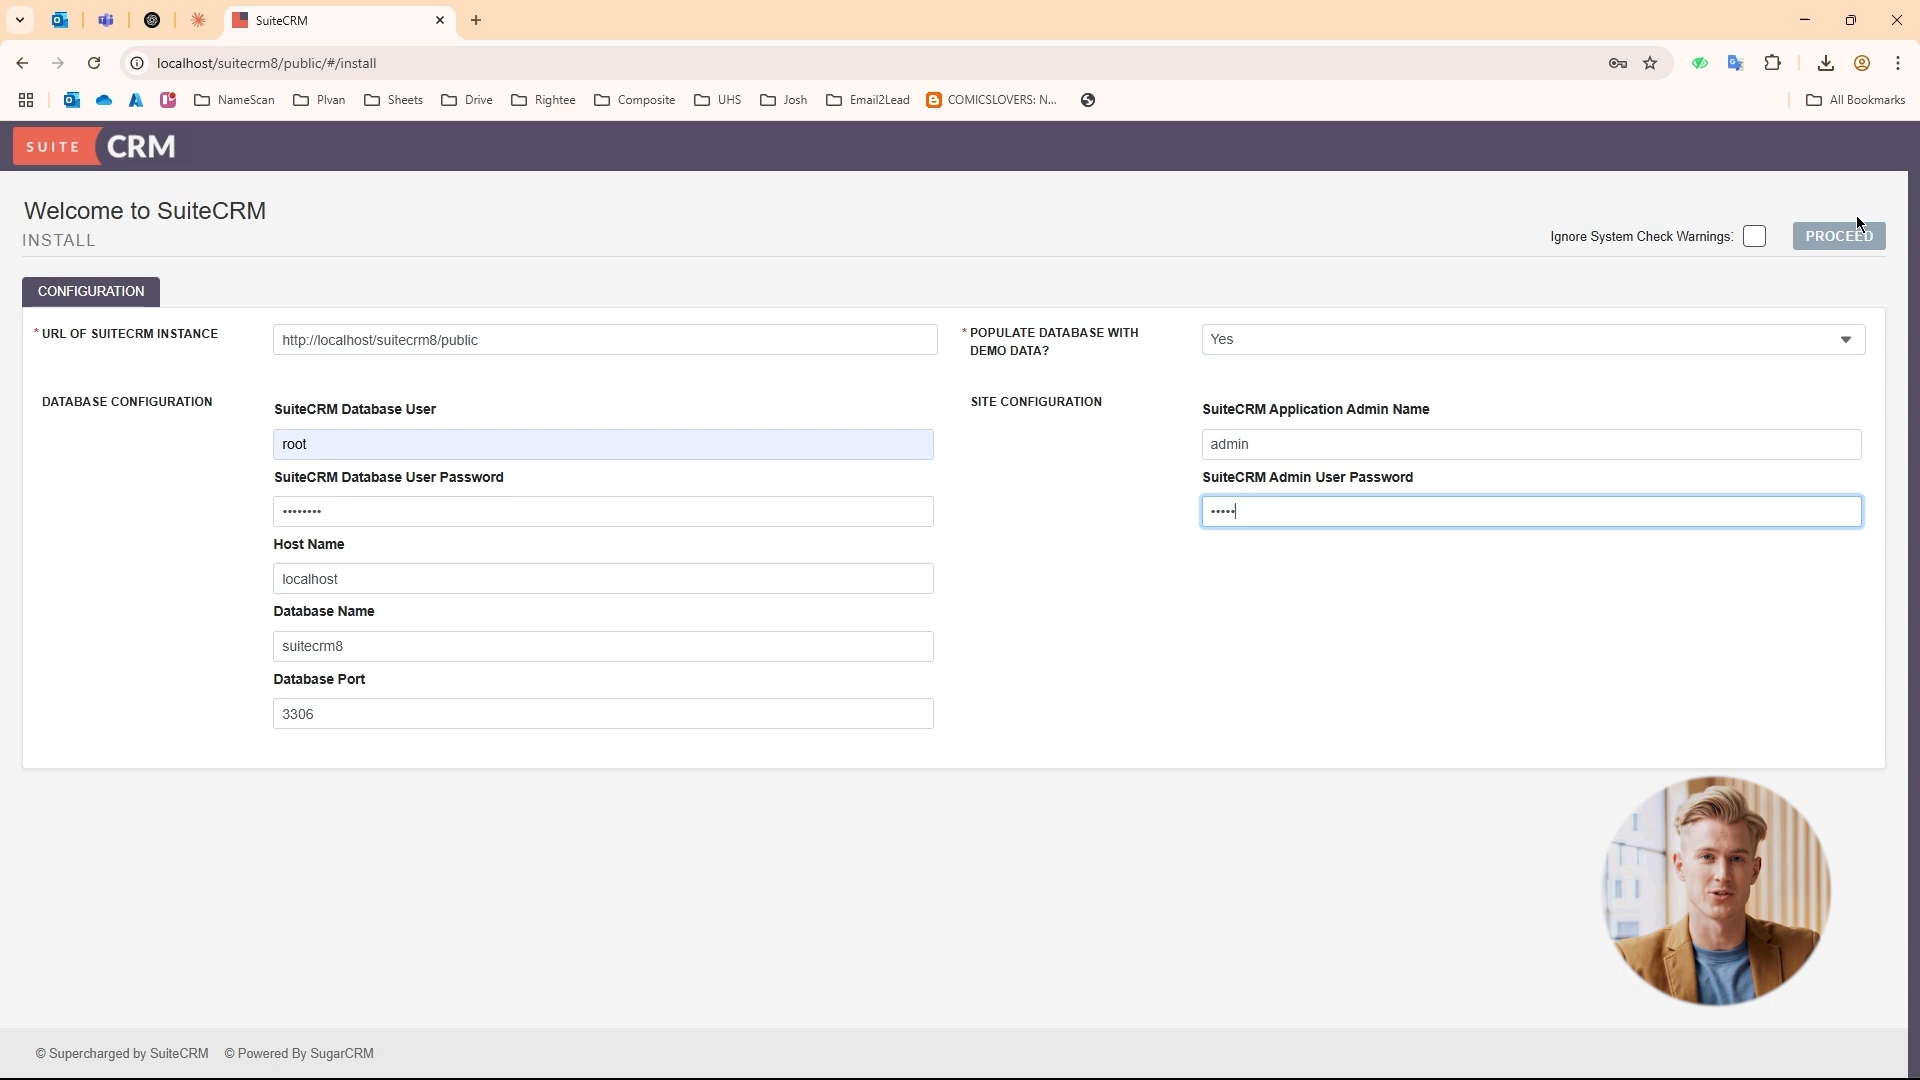 SuiteCRM
localhost/suitecrm8/public/#/install
NameScan PIvan Sheets Drive Rightee Composite UHS Josh Email2Lead COMICSLOVERS: N... All Bookmarks
SUITE CRM
Welcome to SuiteCRM
INSTALL
Ignore System Check Warnings: PROCEED
CONFIGURATION
* URL OF SUITECRM INSTANCE
http://localhost/suitecrm8/public
* POPULATE DATABASE WITH
DEMO DATA?
Yes
DATABASE CONFIGURATION
SuiteCRM Database User
root
SuiteCRM Database User Password
••••••••
Host Name
localhost
Database Name
suitecrm8
Database Port
3306
SITE CONFIGURATION
SuiteCRM Application Admin Name
admin
SuiteCRM Admin User Password
•••••
© Supercharged by SuiteCRM © Powered By SugarCRM